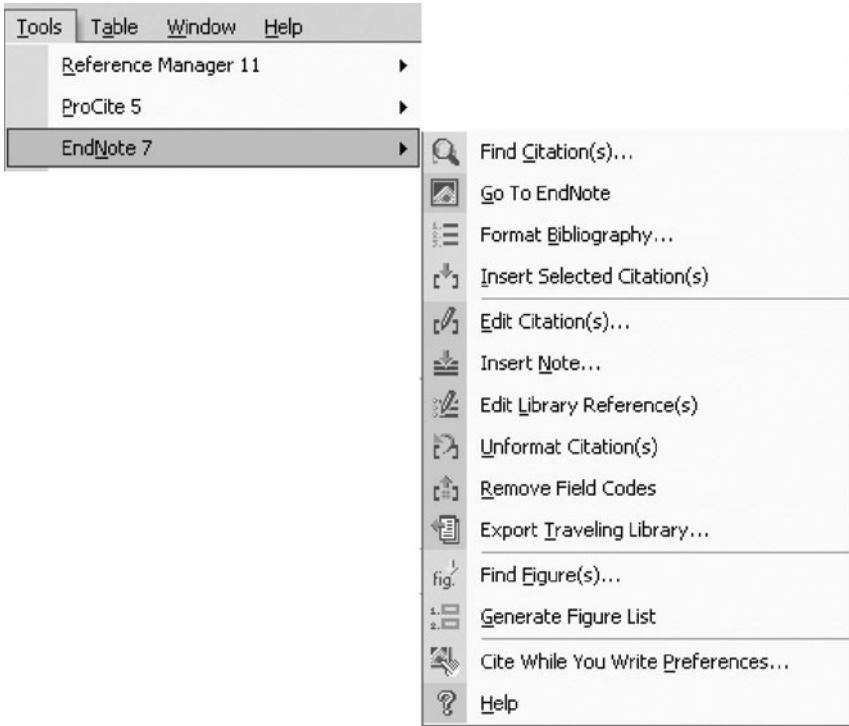 Tools Table Window Help
Reference Manager 11
ProCite 5
EndNote 7
Find Citation(s)...
Go To EndNote
Format Bibliography...
Insert Selected Citation(s)
Edit Citation(s)...
Insert Note...
Edit Library Reference(s)
Unformat Citation(s)
Remove Field Codes
Export Traveling Library...
fig. Find Figure(s)...
Generate Figure List
Cite While You Write Preferences...
Help